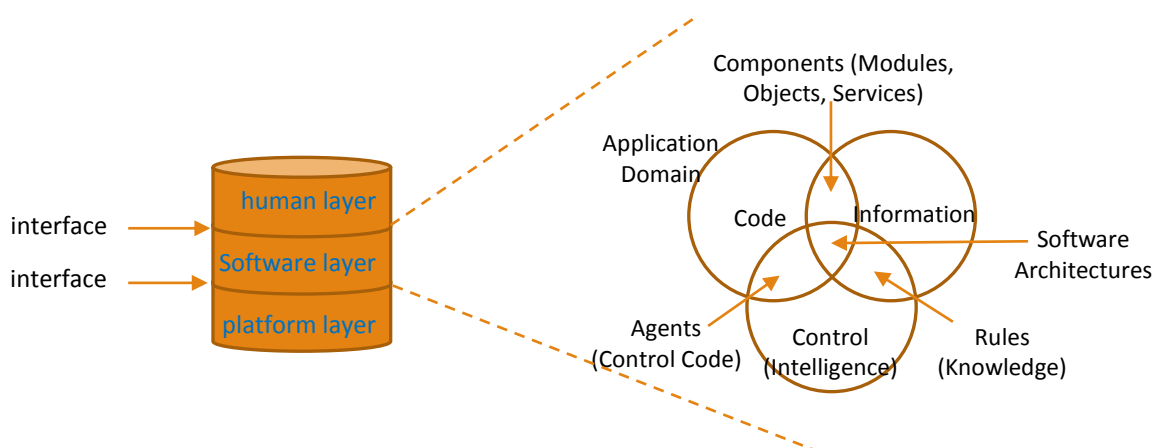 human layer
interface
Software layer
interface
platform layer
Components (Modules,
Objects, Services)
Application
Domain
Code
Information
Software
Architectures
Agents
(Control Code)
Control
(Intelligence)
Rules
(Knowledge)